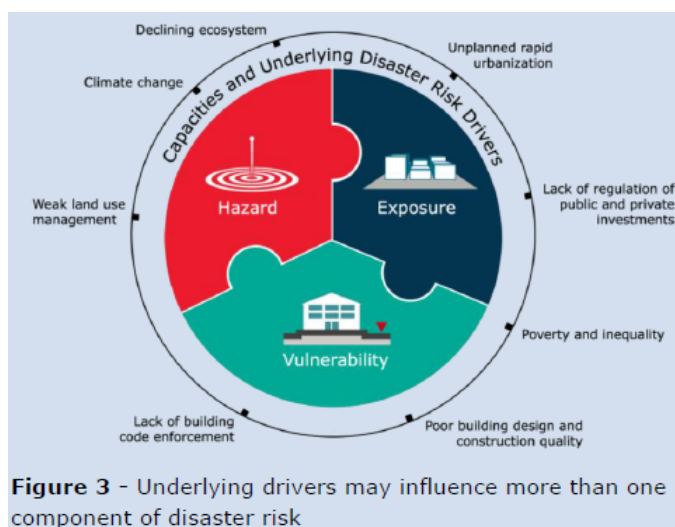 Declining ecosystem
Unplanned rapid
urbanization
Climate change
Capacities and Underlying Disaster Risk Drivers
Hazard
Exposure
Weak land use
management
Lack of regulation of
public and private
investments
Vulnerability
Poverty and inequality
Lack of building
code enforcement
Poor building design and
construction quality
Figure 3 - Underlying drivers may influence more than one
component of disaster risk